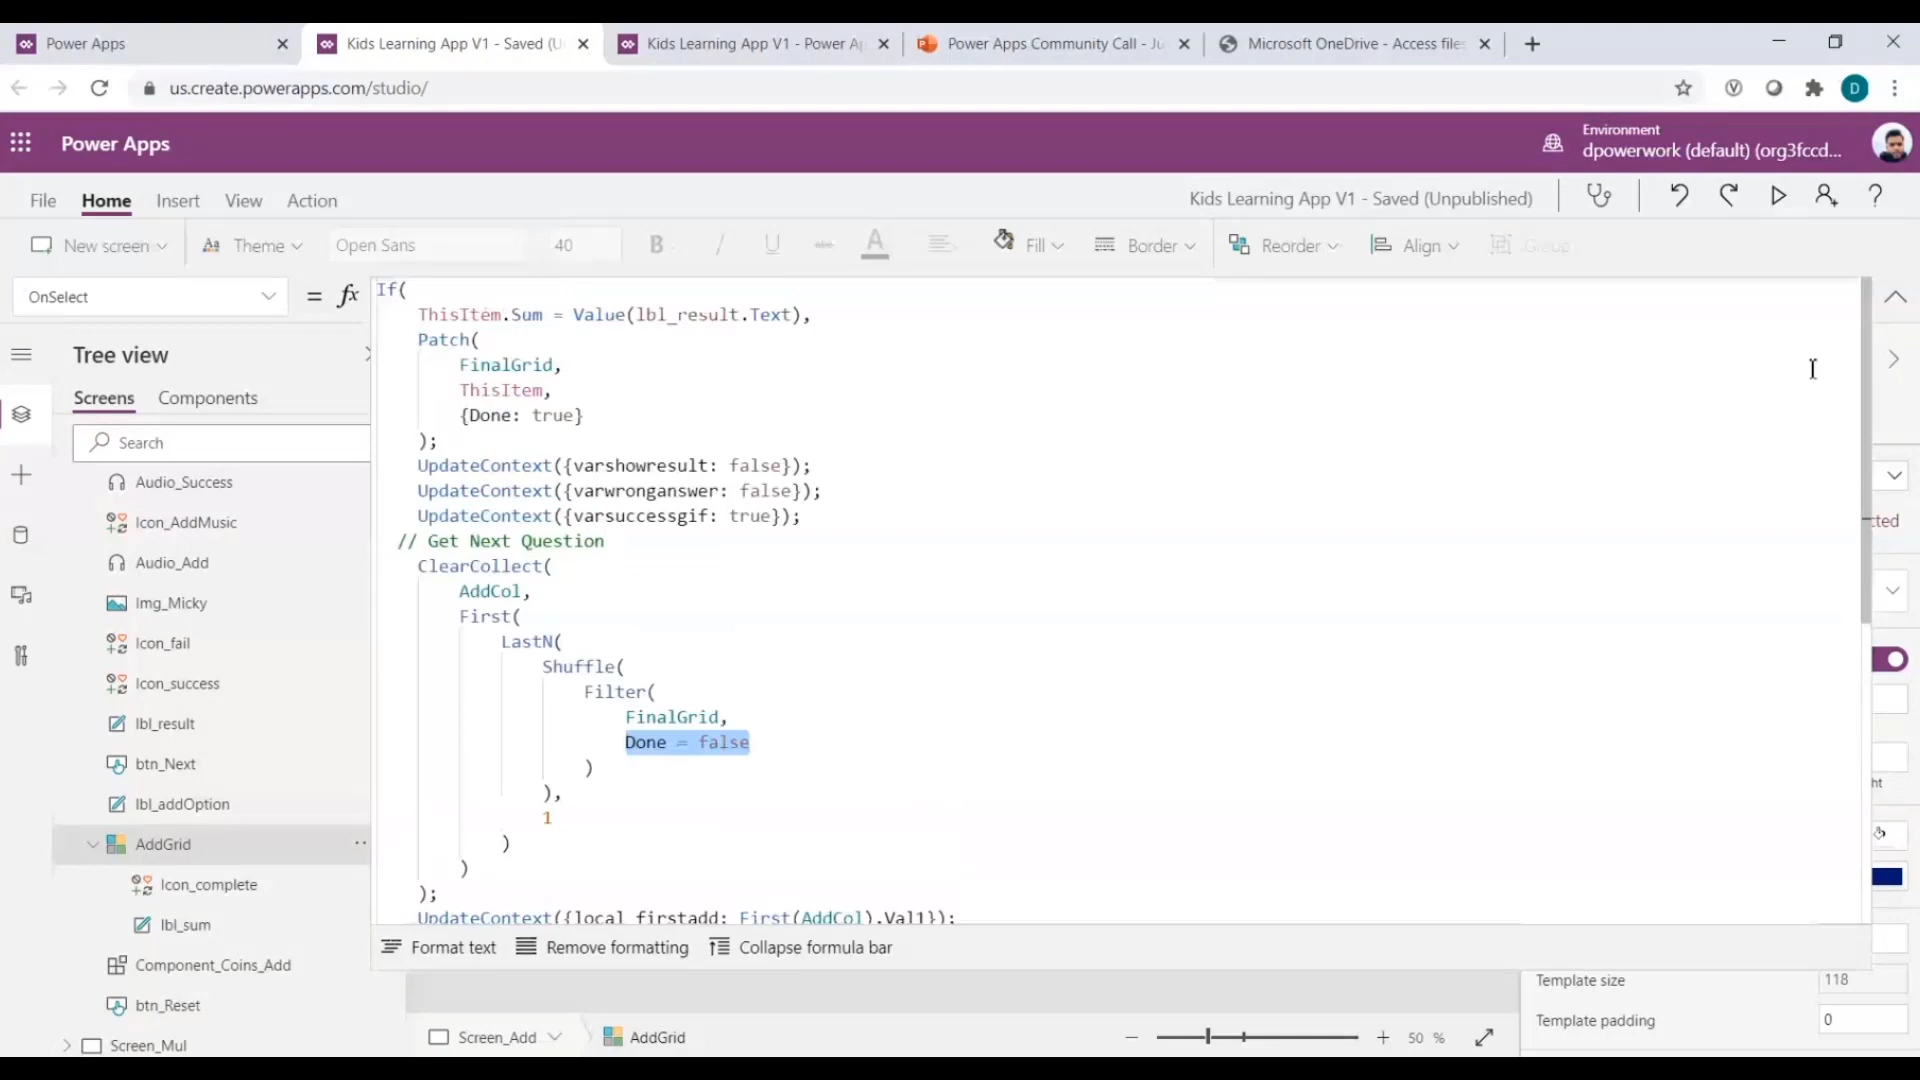 Power Apps
Kids Learning App V1 - Saved (U
Kids Learning App V1 - Power A
Power Apps Community Call - Ju
Microsoft OneDrive - Access files
us.create.powerapps.com/studio/
D
Power Apps
Environment
dpowerwork (default) (org3fccd...
File
Home
Insert
View
Action
Kids Learning App V1 - Saved (Unpublished)
New screen
Theme
Open Sans
40
B
A
Fill
Border
Reorder
Align
Group
OnSelect
= fx
If(
ThisItem.Sum = Value(lbl_result.Text),
Patch(
FinalGrid,
ThisItem,
{Done: true}
);
UpdateContext({varshowresult: false});
UpdateContext({varwronganswer: false});
UpdateContext({varsuccessgif: true});
// Get Next Question
ClearCollect(
AddCol,
First(
LastN(
Shuffle(
Filter(
FinalGrid,
Done = false
)
),
1
)
)
);
UpdateContext({local_firstadd: First(AddCol).Val1});
Format text
Remove formatting
Collapse formula bar
Tree view
Screens
Components
Search
Audio_Success
Icon_AddMusic
Audio_Add
Img_Micky
Icon_fail
Icon_success
lbl_result
btn_Next
lbl_addOption
AddGrid
Icon_complete
lbl_sum
Component_Coins_Add
btn_Reset
Screen_Mul
cted
ht
Template size
118
Template padding
0
Screen_Add
AddGrid
50 %